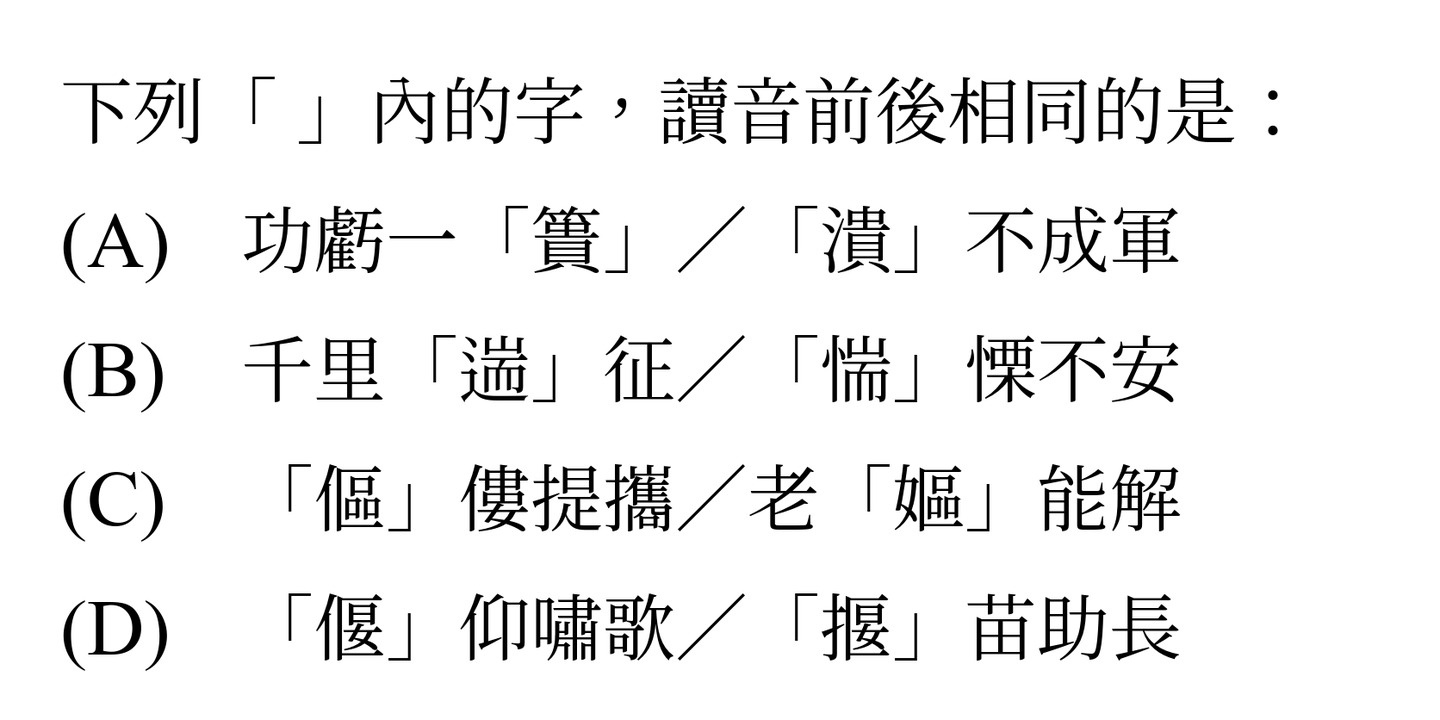 下列「 」內的字，讀音前後相同的是：
(A) 功虧一「簣」／「潰」不成軍
(B) 千里「遄」征／「惴」慄不安
(C) 「傴」僂提攜／老「嫗」能解
(D) 「偃」仰嘯歌／「揠」苗助長